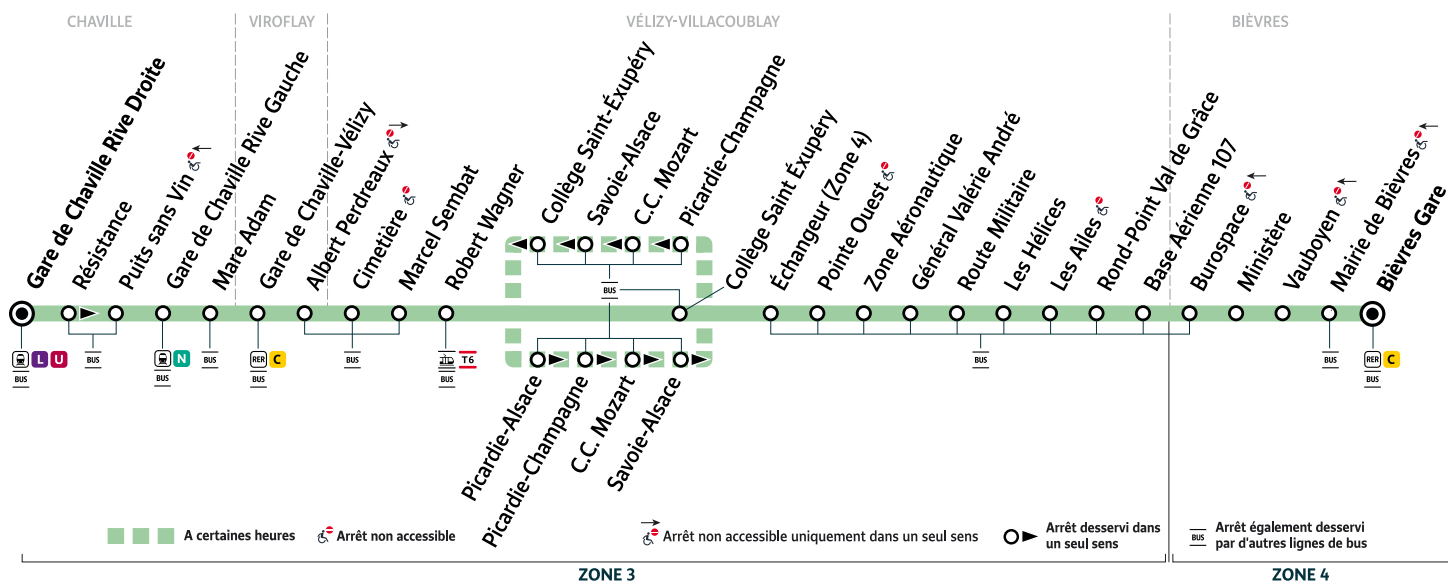 CHAVILLE
VIROFLAY
VÉLIZY-VILLACOUBLAY
BIÈVRES
Gare de Chaville Rive Droite
Résistance
Puits sans Vin
Gare de Chaville Rive Gauche
Mare Adam
Gare de Chaville-Vélizy
Albert Perdreaux
Cimetière
Marcel Sembat
Robert Wagner
Collège Saint-Éxupéry
Savoie-Alsace
C.C. Mozart
Picardie-Champagne
Collège Saint Éxupéry
Échangeur (Zone 4)
Pointe Ouest
Zone Aéronautique
Général Valérie André
Route Militaire
Les Hélices
Les Ailes
Rond-Point Val de Grâce
Base Aérienne 107
Burospace
Ministère
Vauboyen
Mairie de Bièvres
Bièvres Gare
BUS
L U
BUS
BUS
N
BUS
BUS
RER C
BUS
BUS
T6
BUS
BUS
BUS
RER C
BUS
Picardie-Alsace
Picardie-Champagne
C.C. Mozart
Savoie-Alsace
A certaines heures
Arrêt non accessible
Arrêt non accessible uniquement dans un seul sens
Arrêt desservi dans
un seul sens
BUS
Arrêt également desservi
par d'autres lignes de bus
ZONE 3
ZONE 4